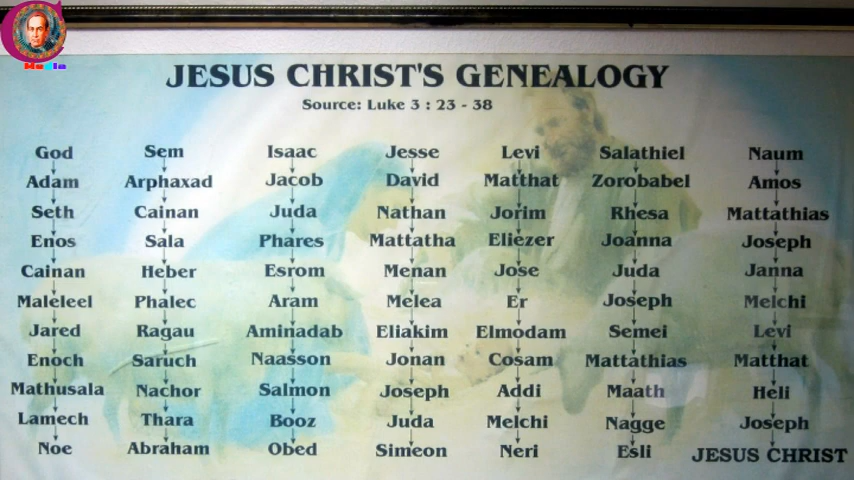 Media
JESUS CHRIST'S GENEALOGY
Source: Luke 3 : 23 - 38
God Sem Isaac Jesse Levi Salathiel Naum
Adam Arphaxad Jacob David Matthat Zorobabel Amos
Seth Cainan Juda Nathan Jorim Rhesa Mattathias
Enos Sala Phares Mattatha Eliezer Joanna Joseph
Cainan Heber Esrom Menan Jose Juda Janna
Maleleel Phalec Aram Melea Er Joseph Melchi
Jared Ragau Aminadab Eliakim Elmodam Semei Levi
Enoch Saruch Naasson Jonan Cosam Mattathias Matthat
Mathusala Nachor Salmon Joseph Addi Maath Heli
Lamech Thara Booz Juda Melchi Nagge Joseph
Noe Abraham Obed Simeon Neri Esli JESUS CHRIST